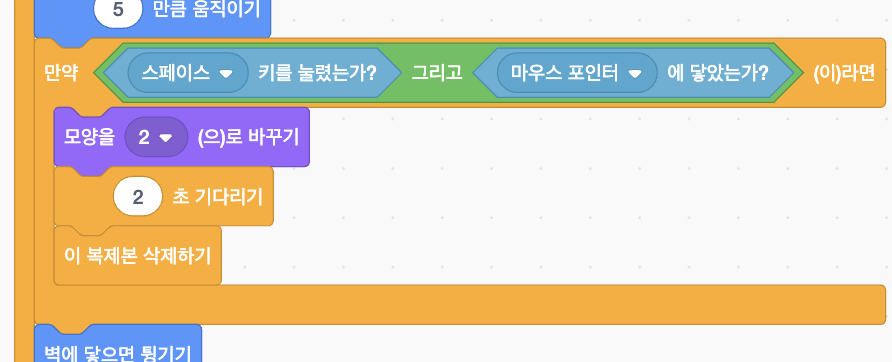 5 만큼 움직이기
만약 스페이스 키를 눌렸는가? 그리고 마우스 포인터 에 닿았는가? (이)라면
모양을 2 (으)로 바꾸기
2 초 기다리기
이 복제본 삭제하기
벽에 닿으면 튕기기